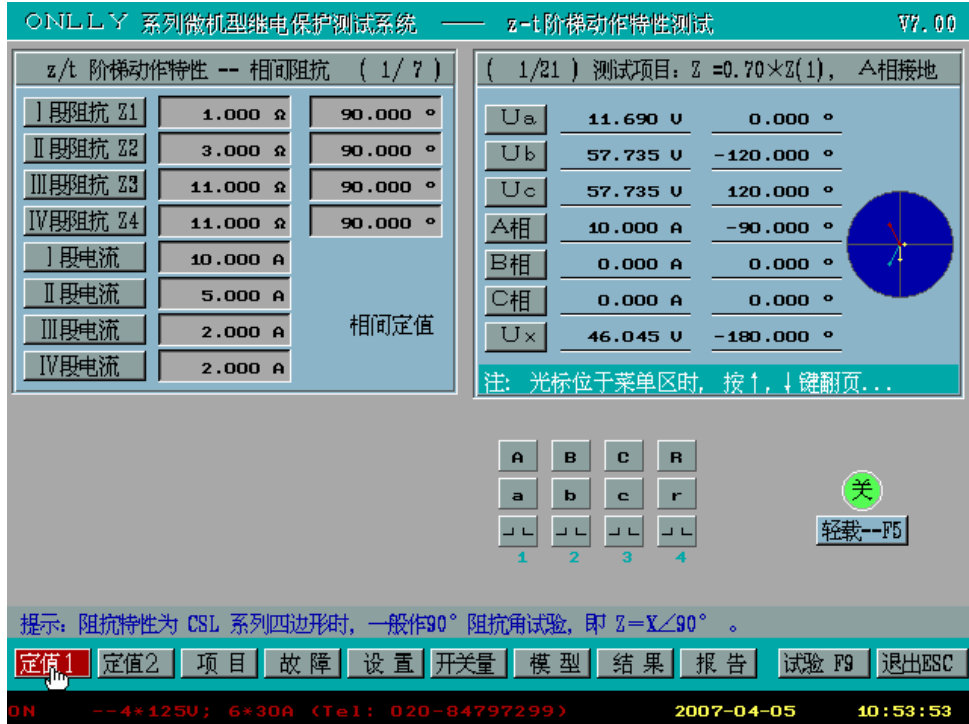 ONLLY 系列微机型继电保护测试系统 —— z-t阶梯动作特性测试 V7.00
z/t 阶梯动作特性 -- 相间阻抗 ( 1/ 7 )
Ⅰ段阻抗 Z1 1.000 Ω 90.000 °
Ⅱ段阻抗 Z2 3.000 Ω 90.000 °
Ⅲ段阻抗 Z3 11.000 Ω 90.000 °
Ⅳ段阻抗 Z4 11.000 Ω 90.000 °
Ⅰ段电流 10.000 A
Ⅱ段电流 5.000 A
Ⅲ段电流 2.000 A
Ⅳ段电流 2.000 A
相间定值
( 1/21 ) 测试项目: Z =0.70×Z(1), A相接地
Ua 11.690 V 0.000 °
Ub 57.735 V -120.000 °
Uc 57.735 V 120.000 °
A相 10.000 A -90.000 °
B相 0.000 A 0.000 °
C相 0.000 A 0.000 °
Ux 46.045 V -180.000 °
注: 光标位于菜单区时, 按↑,↓键翻页...
A B C R
a b c r
1 2 3 4
关
轻载--F5
提示: 阻抗特性为 CSL 系列四边形时, 一般作90°阻抗角试验, 即 Z=X∠90° 。
定值1 定值2 项 目 故 障 设 置 开关量 模 型 结 果 报 告 试验 F9 退出ESC
ON --4*125V; 6*30A (Tel: 020-84797299) 2007-04-05 10:53:53